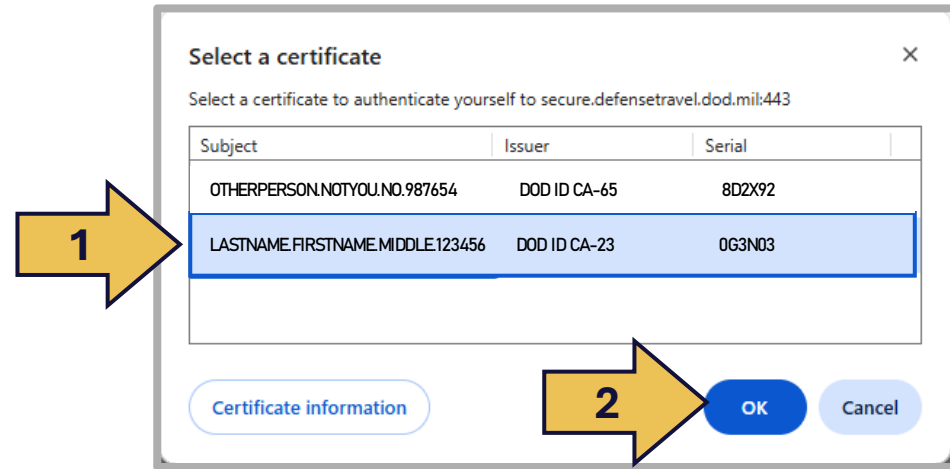 Select a certificate
Select a certificate to authenticate yourself to secure.defensetravel.dod.mil:443
Subject Issuer Serial
OTHERPERSON.NOTYOU.NO.987654 DOD ID CA-65 8D2X92
1
LASTNAME.FIRSTNAME.MIDDLE.123456 DOD ID CA-23 0G3N03
Certificate information
2
OK
Cancel